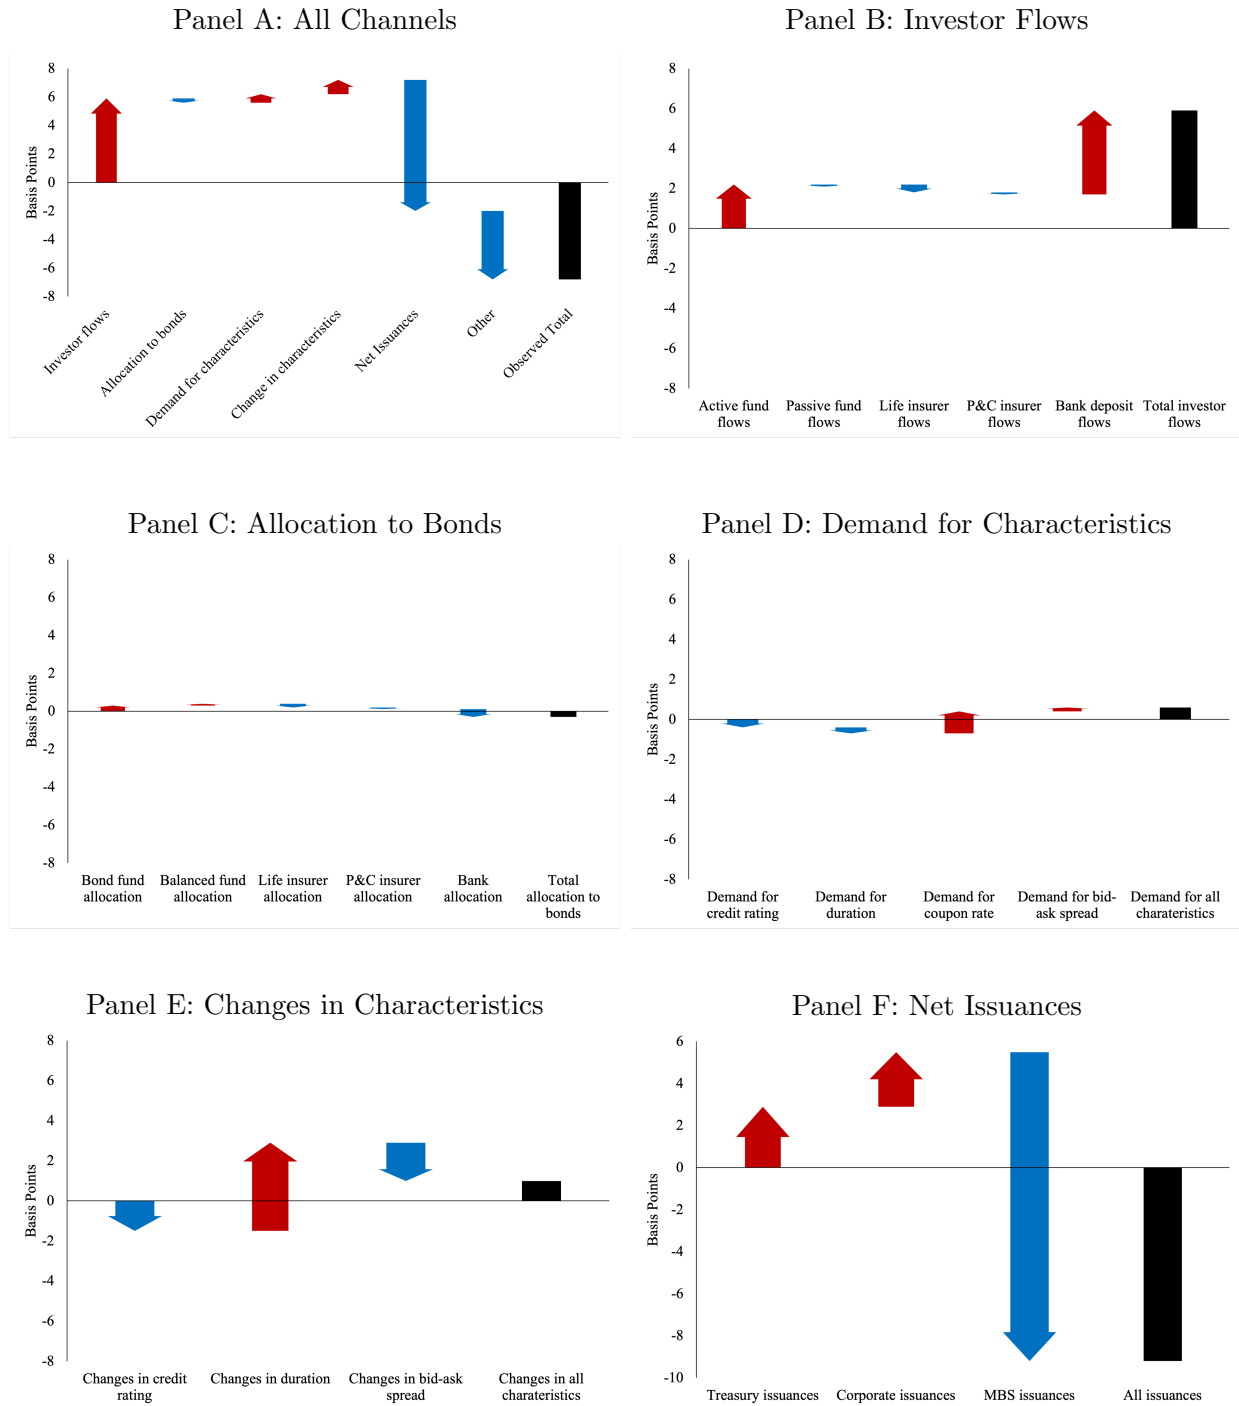 Panel A: All Channels
8
6
4
2
0
-2
-4
-6
-8
Basis Points
Investor flows
Allocation to bonds
Demand for characteristics
Change in characteristics
Net Issuances
Other
Observed Total
Panel B: Investor Flows
8
6
4
2
0
-2
-4
-6
-8
Basis Points
Active fund
flows
Passive fund
flows
Life insurer
flows
P&C insurer
flows
Bank deposit
flows
Total investor
flows
Panel C: Allocation to Bonds
8
6
4
2
0
-2
-4
-6
-8
Basis Points
Bond fund
allocation
Balanced fund
allocation
Life insurer
allocation
P&C insurer
allocation
Bank
allocation
Total
allocation to
bonds
Panel D: Demand for Characteristics
8
6
4
2
0
-2
-4
-6
-8
Basis Points
Demand for
credit rating
Demand for
duration
Demand for
coupon rate
Demand for bid-
ask spread
Demand for all
charateristics
Panel E: Changes in Characteristics
8
6
4
2
0
-2
-4
-6
-8
Basis Points
Changes in credit
rating
Changes in duration
Changes in bid-ask
spread
Changes in all
charateristics
Panel F: Net Issuances
6
4
2
0
-2
-4
-6
-8
-10
Basis Points
Treasury issuances
Corporate issuances
MBS issuances
All issuances